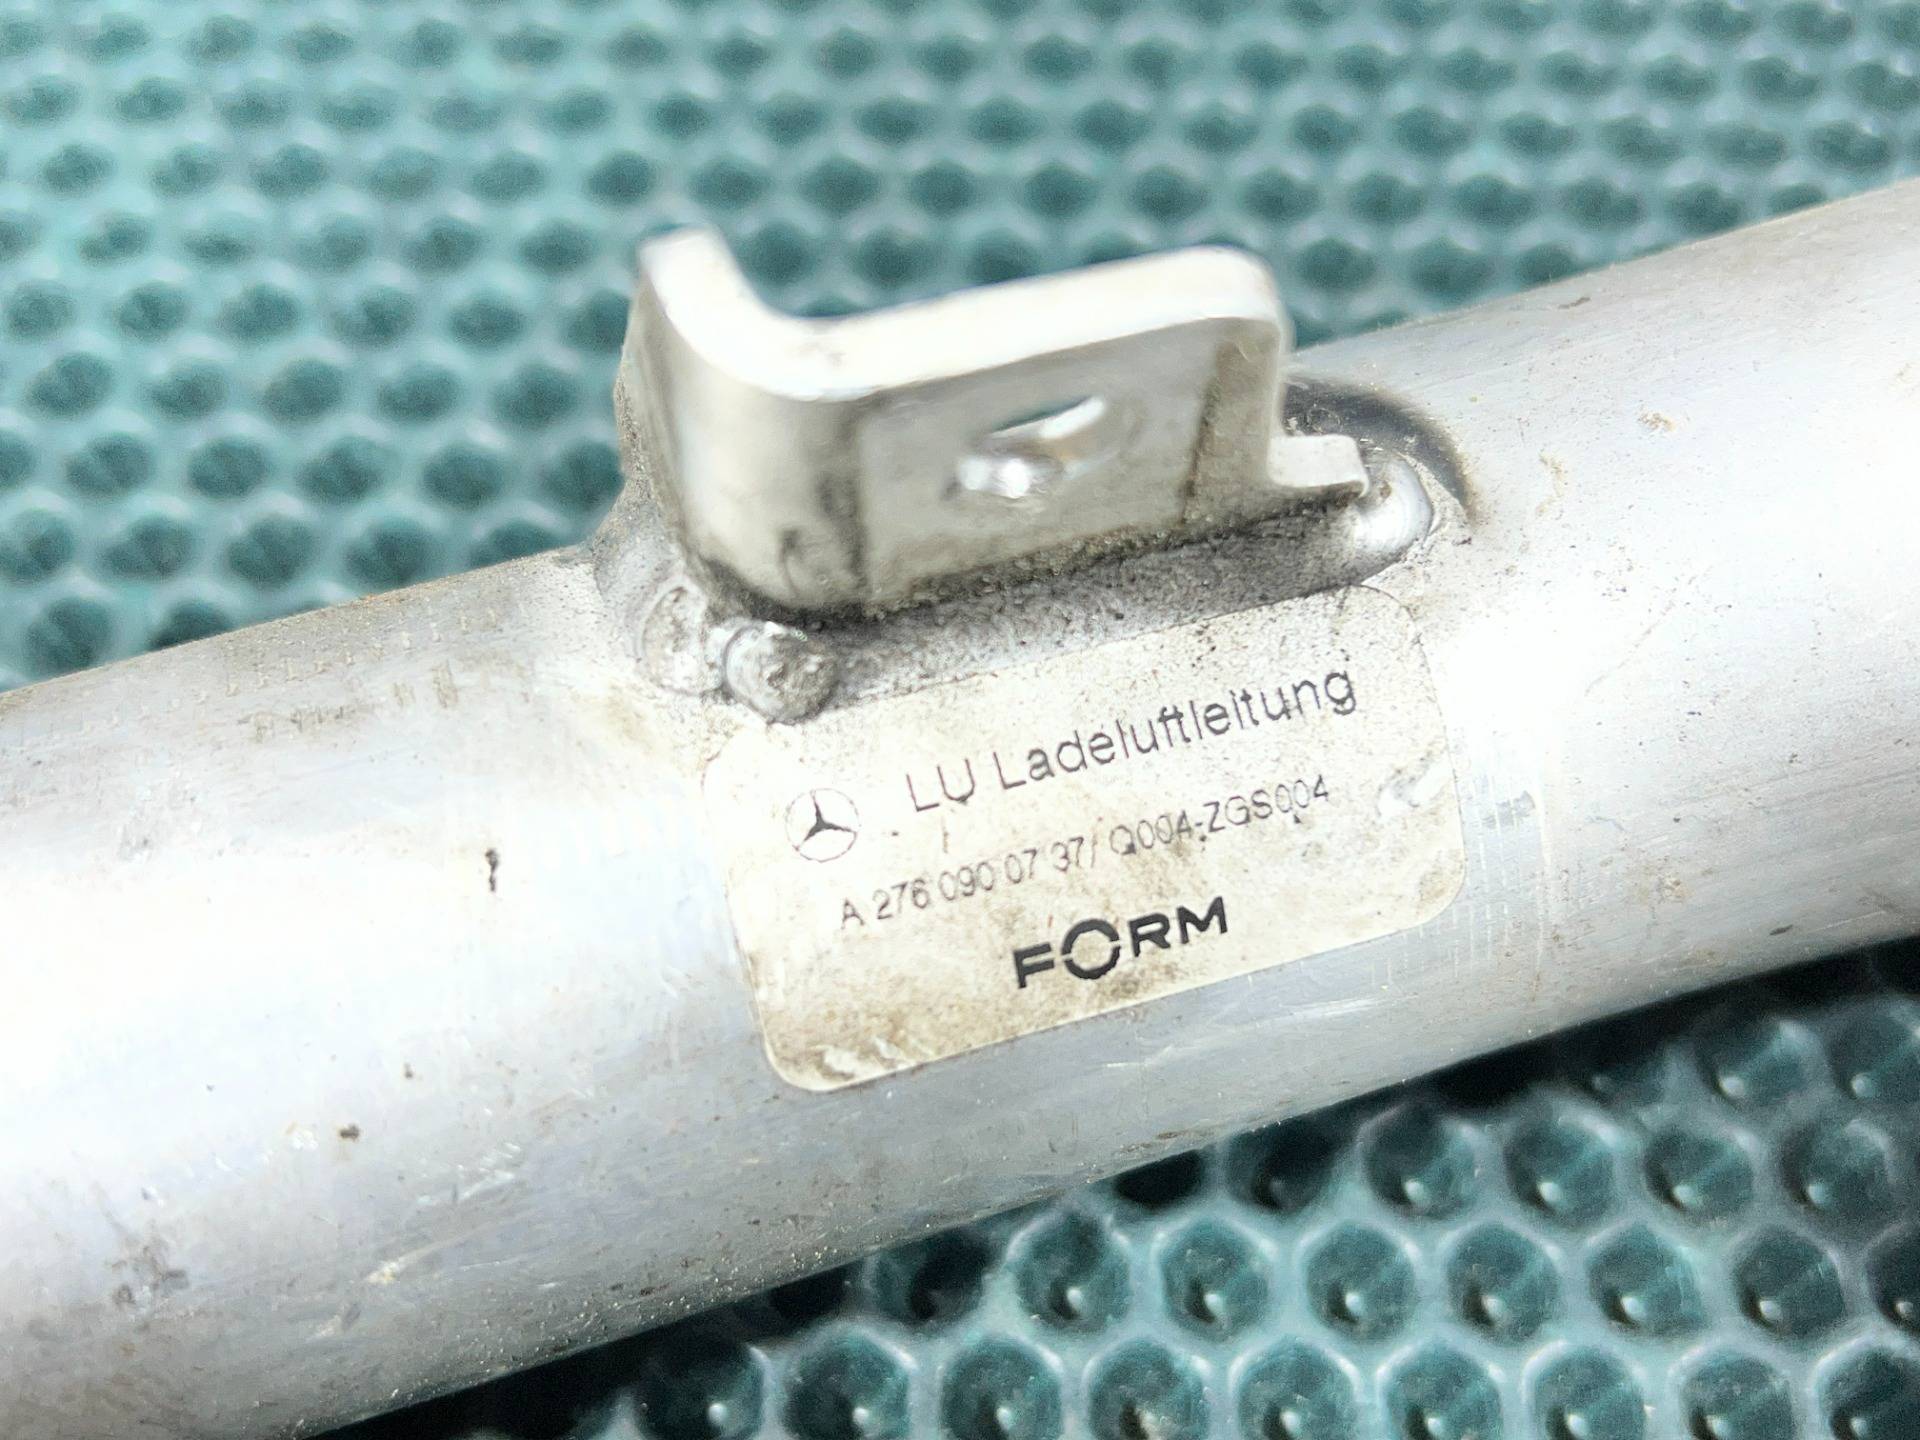 LU Ladeluftleitung
A 276 090 07 37/ Q004-ZGS004
FORM